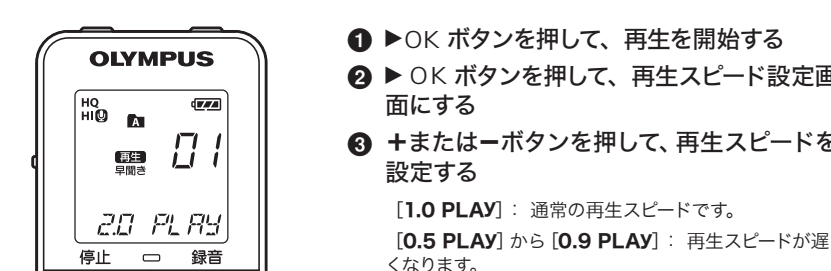 OLYMPUS
HQ
HI
A
再生
早聞き
01
2.0 PLAY
停止
録音
❶ ▶OK ボタンを押して、再生を開始する
❷ ▶ OK ボタンを押して、再生スピード設定画
面にする
❸ +または−ボタンを押して、再生スピードを
設定する
［1.0 PLAY］： 通常の再生スピードです。
［0.5 PLAY］から［0.9 PLAY］： 再生スピードが遅
くなります。